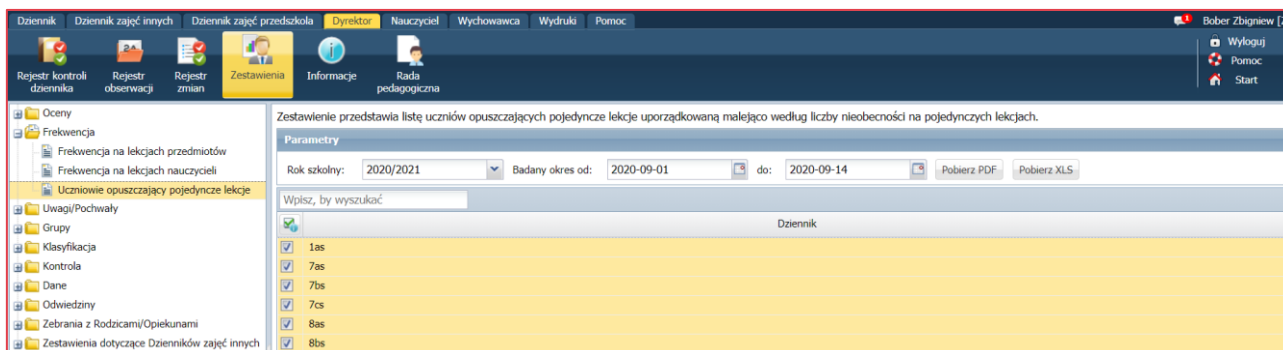 Dziennik Dziennik zajęć innych Dziennik zajęć przedszkola Dyrektor Nauczyciel Wychowawca Wydruki Pomoc 1 Bober Zbigniew
Rejestr kontroli dziennika Rejestr obserwacji Rejestr zmian Zestawienia Informacje Rada pedagogiczna
Wyloguj
Pomoc
Start
Oceny
Frekwencja
Frekwencja na lekcjach przedmiotów
Frekwencja na lekcjach nauczycieli
Uczniowie opuszczający pojedyncze lekcje
Uwagi/Pochwały
Grupy
Klasyfikacja
Kontrola
Dane
Odwiedziny
Zebrania z Rodzicami/Opiekunami
Zestawienia dotyczące Dzienników zajęć innych
Zestawienie przedstawia listę uczniów opuszczających pojedyncze lekcje uporządkowaną malejąco według liczby nieobecności na pojedynczych lekcjach.
Parametry
Rok szkolny: 2020/2021 Badany okres od: 2020-09-01 do: 2020-09-14 Pobierz PDF Pobierz XLS
Wpisz, by wyszukać
Dziennik
1as
7as
7bs
7cs
8as
8bs